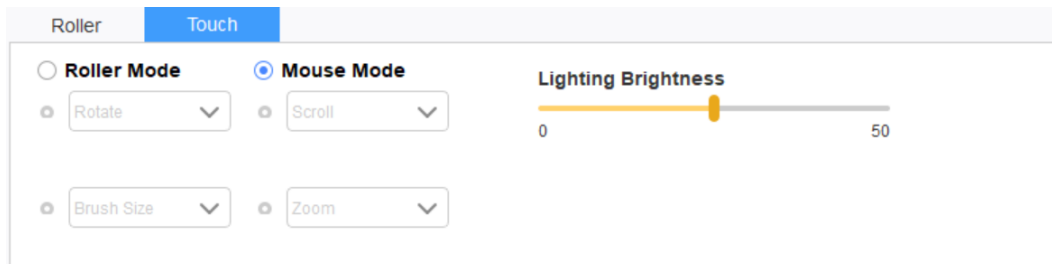 Roller Touch
Roller Mode Mouse Mode
Lighting Brightness
Rotate Scroll
0 50
Brush Size Zoom